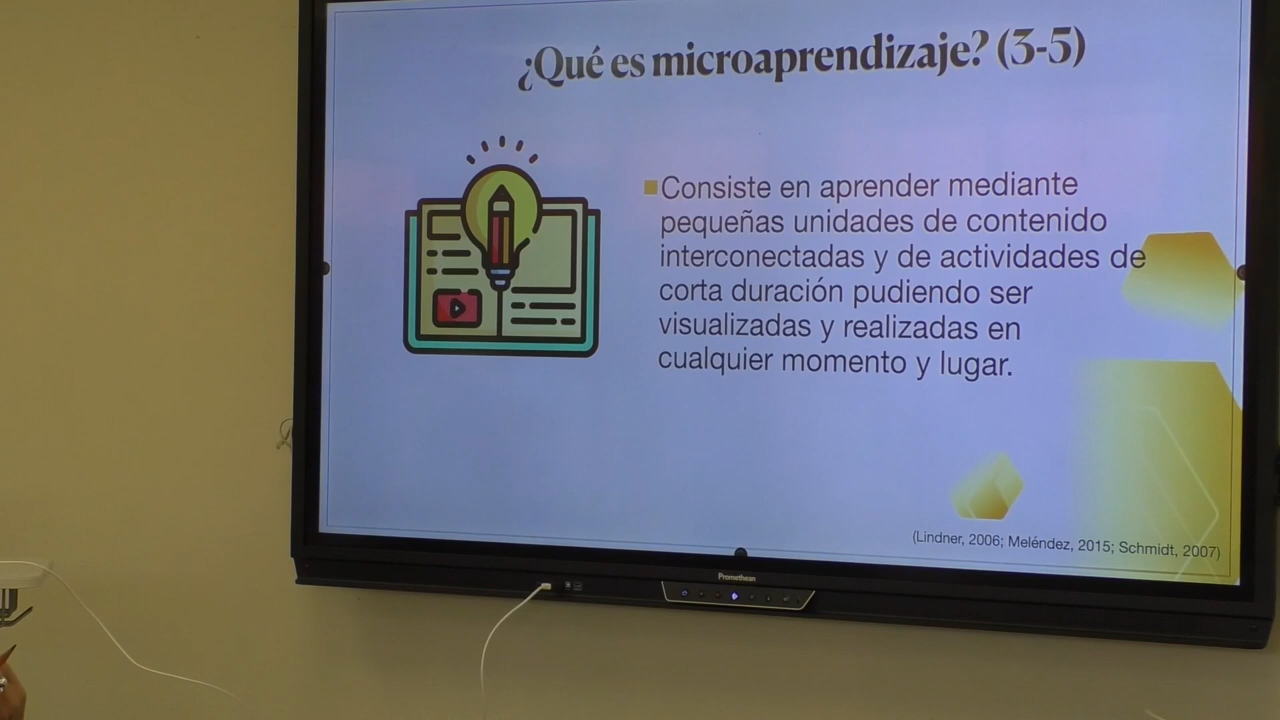 ¿Qué es microaprendizaje? (3-5)
Consiste en aprender mediante
pequeñas unidades de contenido
interconectadas y de actividades de
corta duración pudiendo ser
visualizadas y realizadas en
cualquier momento y lugar.
(Lindner, 2006; Meléndez, 2015; Schmidt, 2007)
Promethean